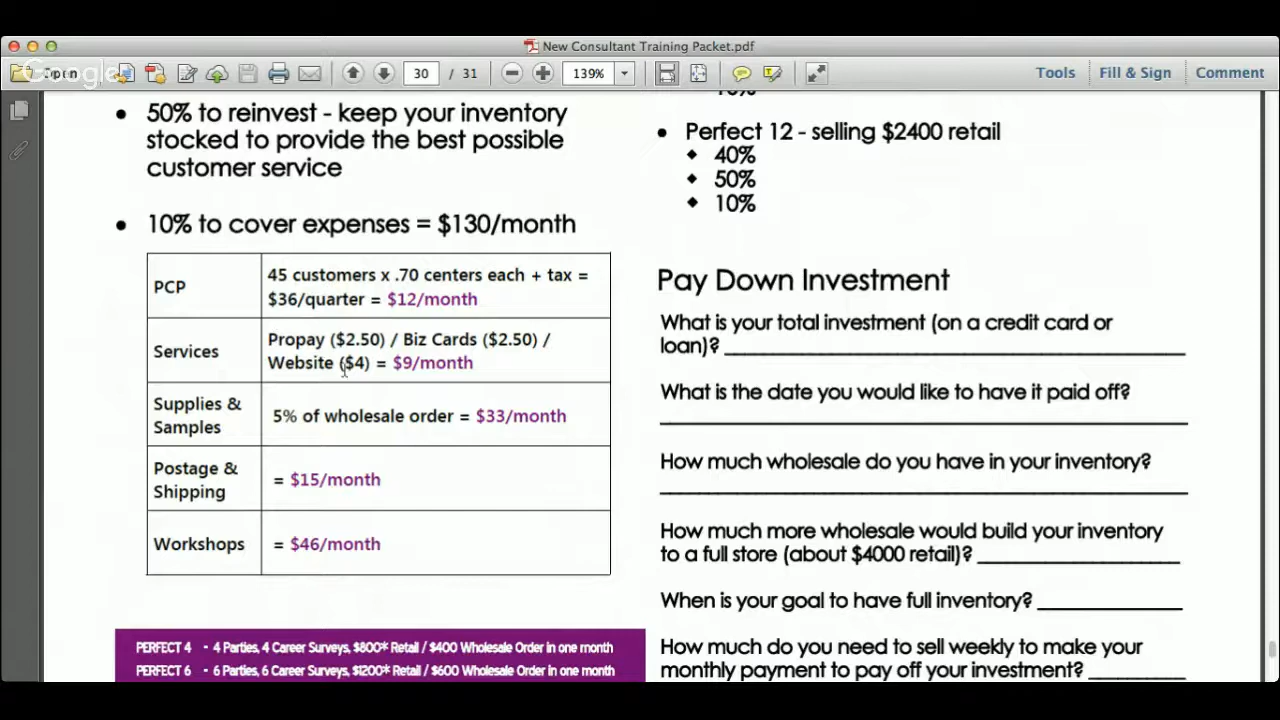 New Consultant Training Packet.pdf
Google
Open
30 / 31
139%
Tools
Fill & Sign
Comment
50% to reinvest - keep your inventory
stocked to provide the best possible
customer service
10% to cover expenses = $130/month
PCP
45 customers x .70 centers each + tax =
$36/quarter = $12/month
Services
Propay ($2.50) / Biz Cards ($2.50) /
Website ($4) = $9/month
Supplies &
Samples
5% of wholesale order = $33/month
Postage &
Shipping
= $15/month
Workshops
= $46/month
PERFECT 4 - 4 Parties, 4 Career Surveys, $800* Retail / $400 Wholesale Order in one month
PERFECT 6 - 6 Parties, 6 Career Surveys, $1200* Retail / $600 Wholesale Order in one month
10%
Perfect 12 - selling $2400 retail
40%
50%
10%
Pay Down Investment
What is your total investment (on a credit card or
loan)?
What is the date you would like to have it paid off?
How much wholesale do you have in your inventory?
How much more wholesale would build your inventory
to a full store (about $4000 retail)?
When is your goal to have full inventory?
How much do you need to sell weekly to make your
monthly payment to pay off your investment?